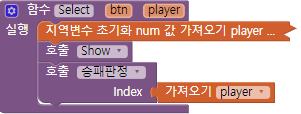 함수 Select btn player
실행 지역변수 초기화 num 값 가져오기 player ...
호출 Show
호출 승패판정
Index 가져오기 player